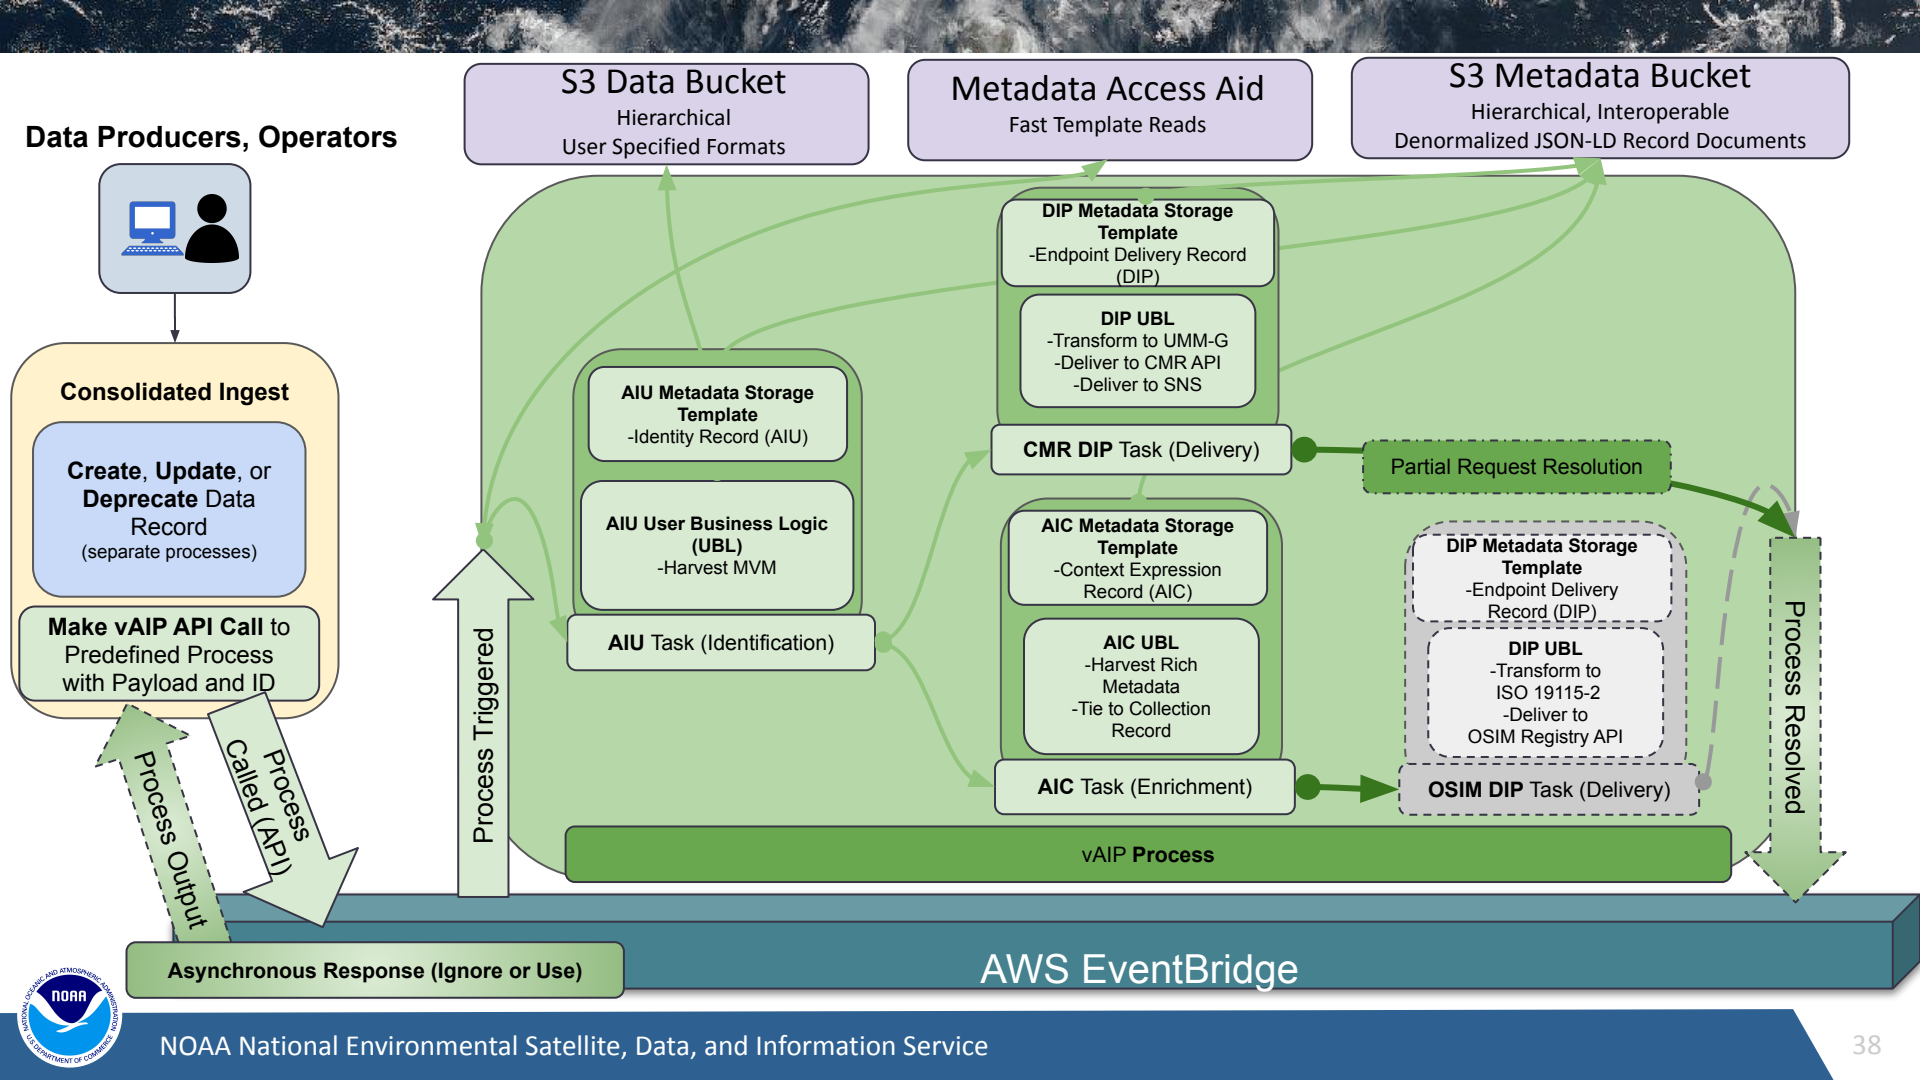 S3 Data Bucket
Hierarchical
User Specified Formats
Metadata Access Aid
Fast Template Reads
S3 Metadata Bucket
Hierarchical, Interoperable
Denormalized JSON-LD Record Documents
Data Producers, Operators
Consolidated Ingest
Create, Update, or
Deprecate Data
Record
(separate processes)
Make vAIP API Call to
Predefined Process
with Payload and ID
Process Output
Process
Called (API)
Process Triggered
AIU Metadata Storage
Template
-Identity Record (AIU)
AIU User Business Logic
(UBL)
-Harvest MVM
AIU Task (Identification)
DIP Metadata Storage
Template
-Endpoint Delivery Record
(DIP)
DIP UBL
-Transform to UMM-G
-Deliver to CMR API
-Deliver to SNS
CMR DIP Task (Delivery)
AIC Metadata Storage
Template
-Context Expression
Record (AIC)
AIC UBL
-Harvest Rich
Metadata
-Tie to Collection
Record
AIC Task (Enrichment)
Partial Request Resolution
DIP Metadata Storage
Template
-Endpoint Delivery
Record (DIP)
DIP UBL
-Transform to
ISO 19115-2
-Deliver to
OSIM Registry API
OSIM DIP Task (Delivery)
Process Resolved
vAIP Process
Asynchronous Response (Ignore or Use)
AWS EventBridge
NATIONAL OCEANIC AND ATMOSPHERIC ADMINISTRATION
NOAA
U.S. DEPARTMENT OF COMMERCE
NOAA National Environmental Satellite, Data, and Information Service
38